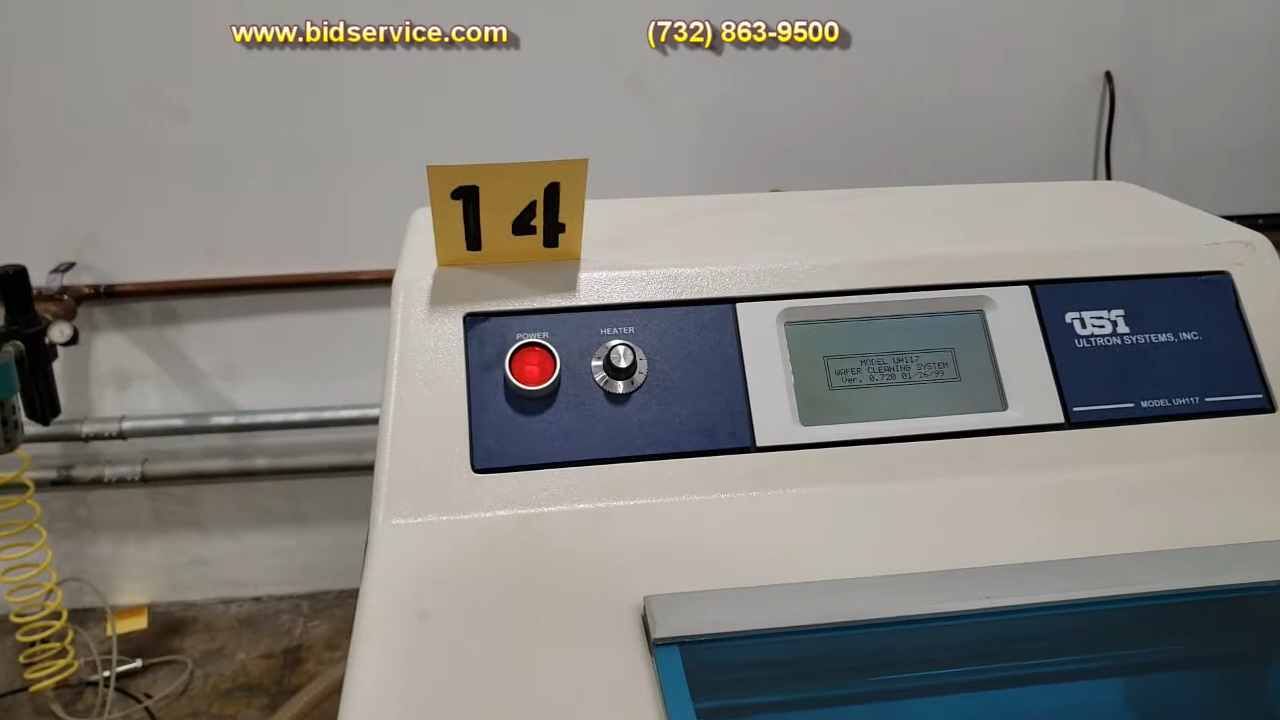 www.bidservice.com (732) 863-9500
14
POWER HEATER
MODEL UH117
WAFER CLEANING SYSTEM
Ver. 0.720 01/26/99
USI
ULTRON SYSTEMS, INC.
MODEL UH117